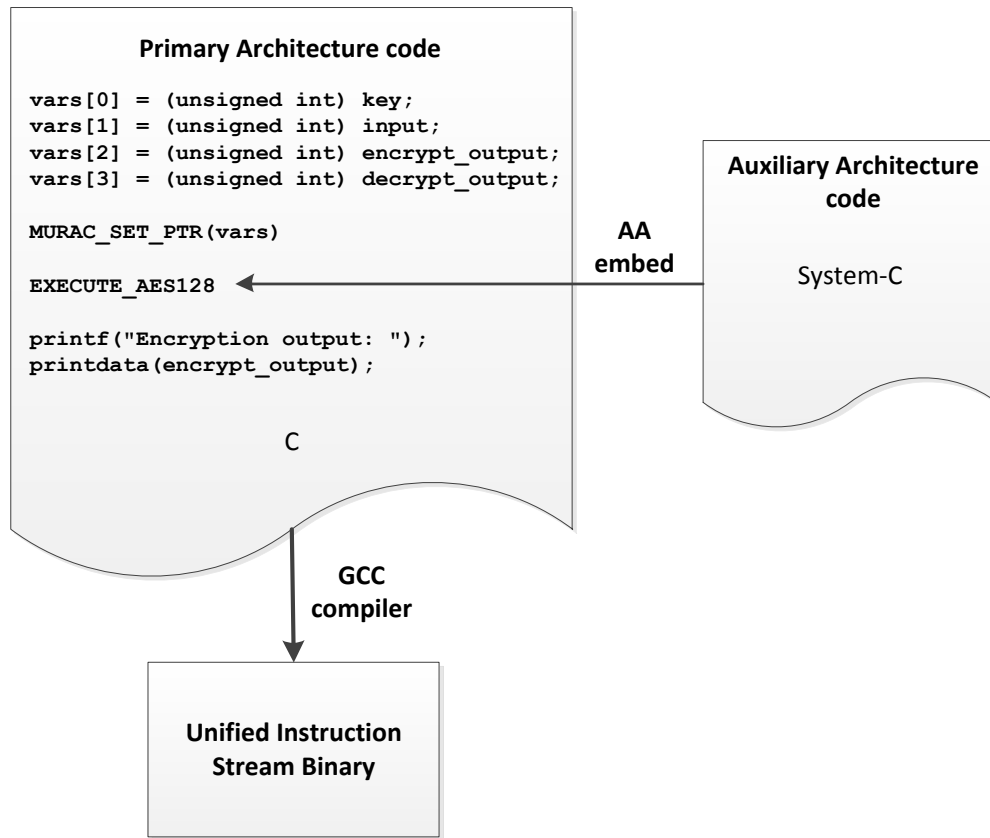 Primary Architecture code
vars[0] = (unsigned int) key;
vars[1] = (unsigned int) input;
vars[2] = (unsigned int) encrypt_output;
vars[3] = (unsigned int) decrypt_output;
MURAC_SET_PTR(vars)
EXECUTE_AES128
printf("Encryption output: ");
printdata(encrypt_output);
C
AA
embed
Auxiliary Architecture
code
System-C
GCC
compiler
Unified Instruction
Stream Binary